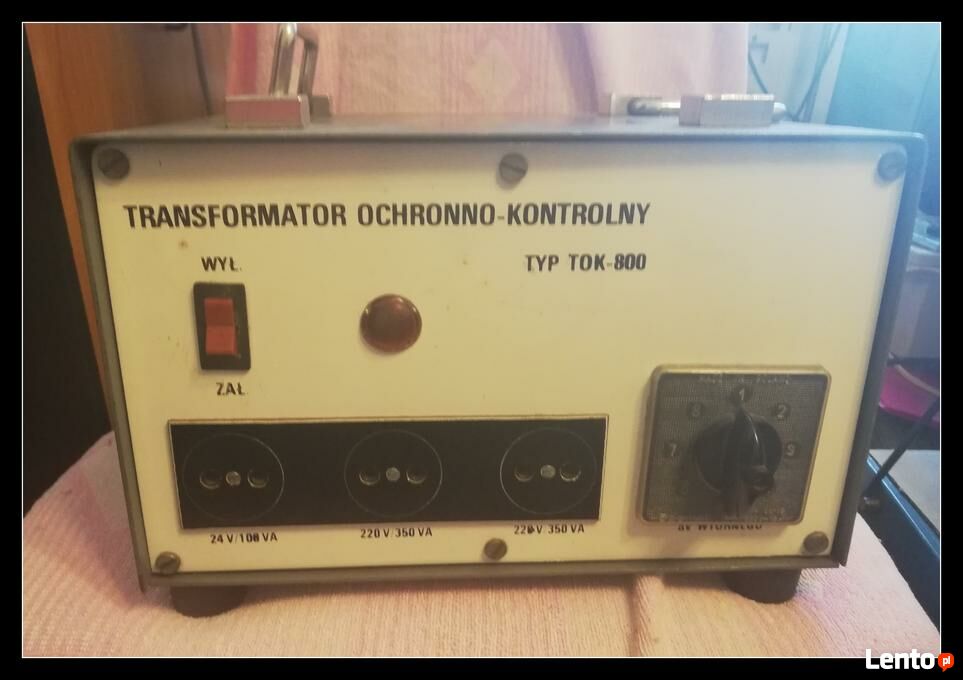 TRANSFORMATOR OCHRONNO-KONTROLNY
TYP TOK-800
WYŁ.
ZAŁ.
1
2
8
7
9
24 V/100 VA
220 V/350 VA
220 V 350 VA
Lento pl